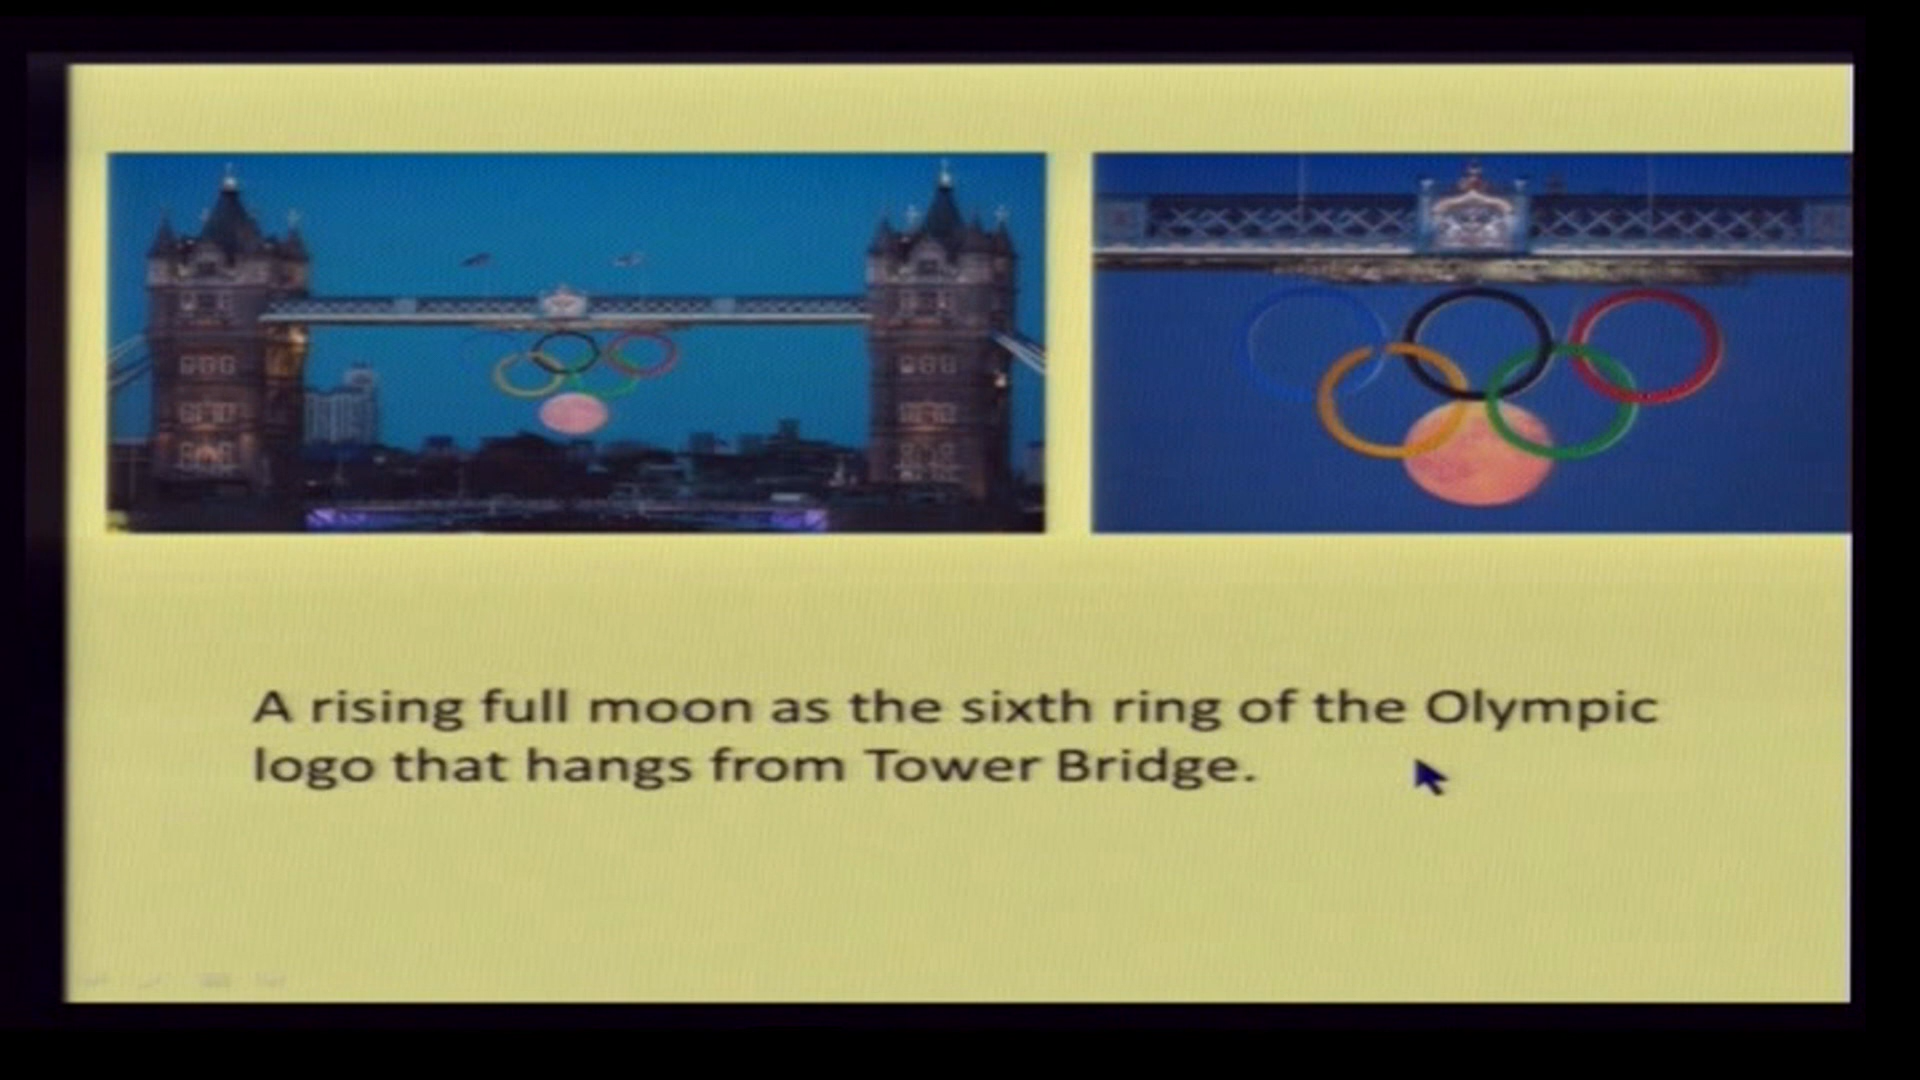 A rising full moon as the sixth ring of the Olympic
logo that hangs from Tower Bridge.